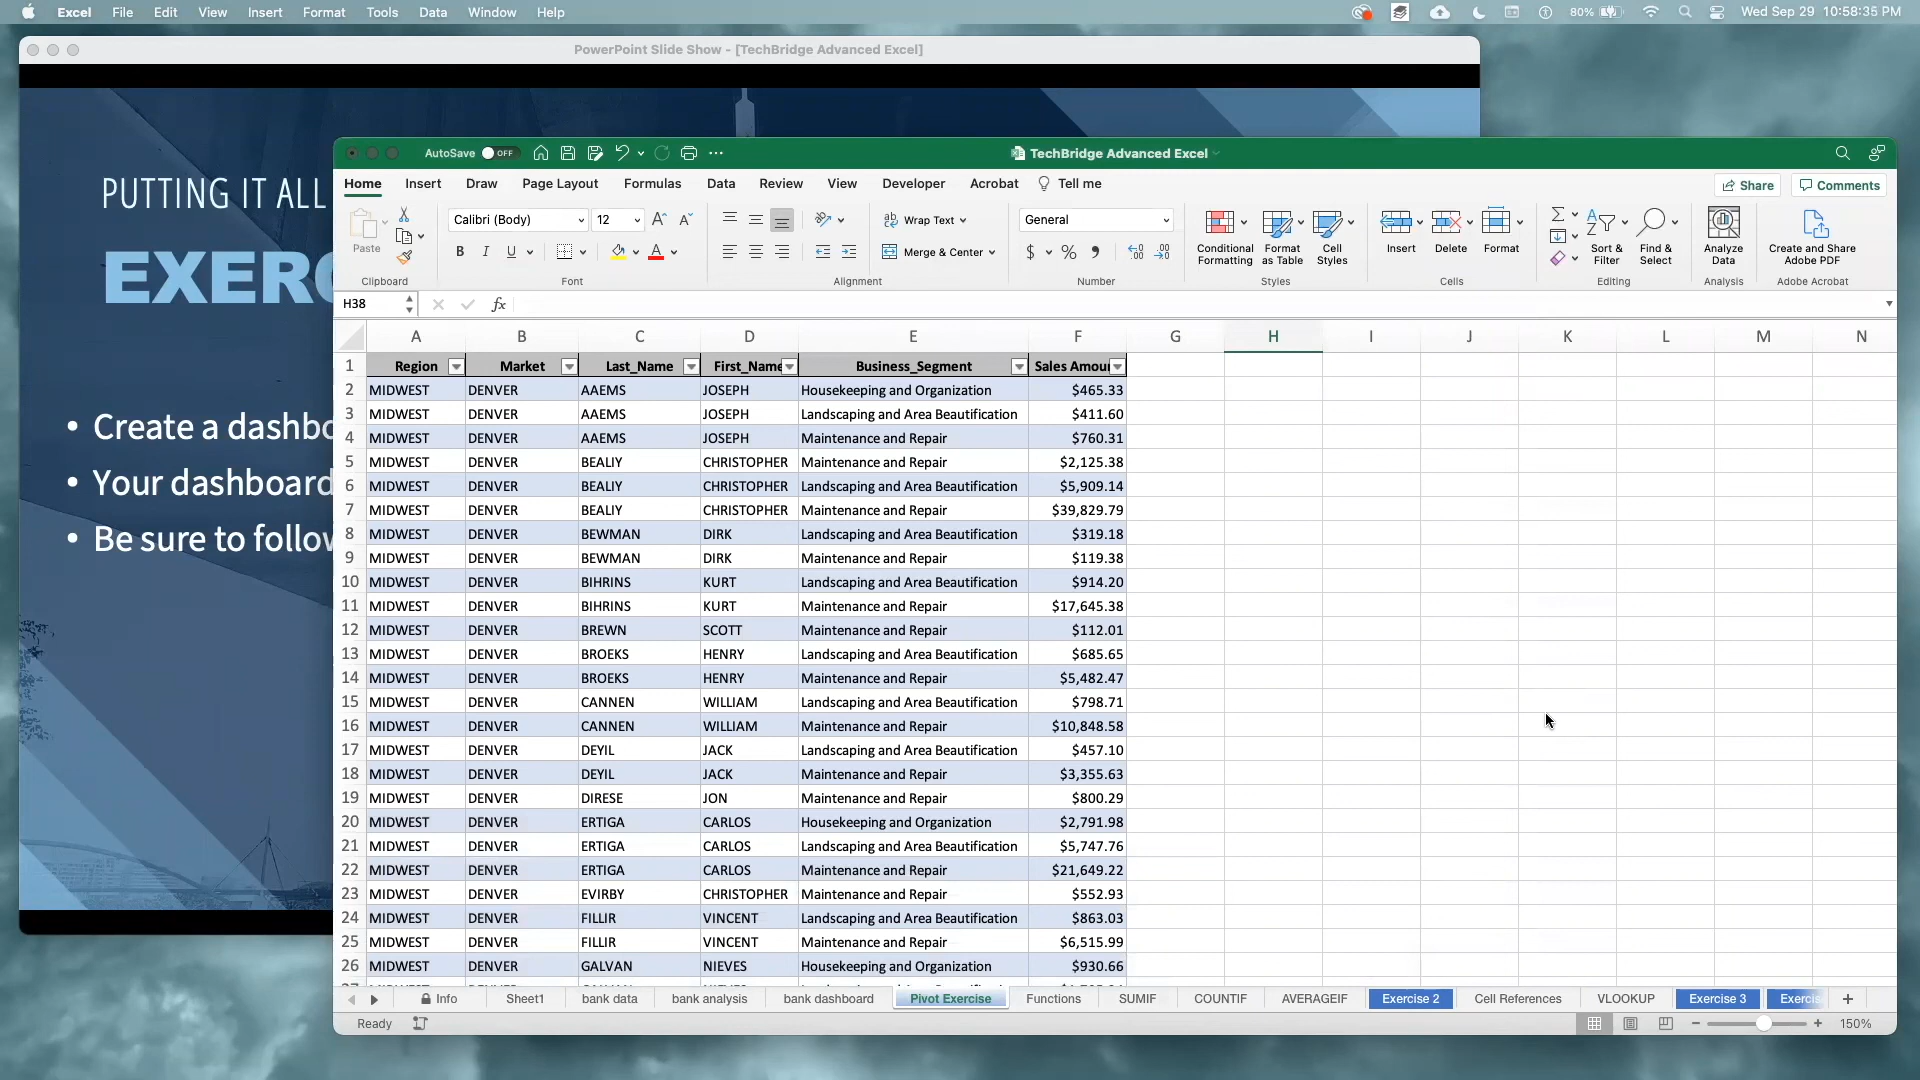 Excel File Edit View Insert Format Tools Data Window Help 80% Wed Sep 29 10:58:35 PM
PowerPoint Slide Show - [TechBridge Advanced Excel]
PUTTING IT ALL
• Create a dashbo
• Your dashboard
• Be sure to follow
AutoSave OFF TechBridge Advanced Excel
Home Insert Draw Page Layout Formulas Data Review View Developer Acrobat Tell me Share Comments
Paste Calibri (Body) 12 Wrap Text General Conditional Formatting Format as Table Cell Styles Insert Delete Format Sort & Filter Find & Select Analyze Data Create and Share Adobe PDF
B I U Merge & Center $ %
Clipboard Font Alignment Number Styles Cells Editing Analysis Adobe Acrobat
H38 fx
A B C D E F G H I J K L M N
1 Region Market Last_Name First_Name Business_Segment Sales Amou
2 MIDWEST DENVER AAEMS JOSEPH Housekeeping and Organization $465.33
3 MIDWEST DENVER AAEMS JOSEPH Landscaping and Area Beautification $411.60
4 MIDWEST DENVER AAEMS JOSEPH Maintenance and Repair $760.31
5 MIDWEST DENVER BEALIY CHRISTOPHER Maintenance and Repair $2,125.38
6 MIDWEST DENVER BEALIY CHRISTOPHER Landscaping and Area Beautification $5,909.14
7 MIDWEST DENVER BEALIY CHRISTOPHER Maintenance and Repair $39,829.79
8 MIDWEST DENVER BEWMAN DIRK Landscaping and Area Beautification $319.18
9 MIDWEST DENVER BEWMAN DIRK Maintenance and Repair $119.38
10 MIDWEST DENVER BIHRINS KURT Landscaping and Area Beautification $914.20
11 MIDWEST DENVER BIHRINS KURT Maintenance and Repair $17,645.38
12 MIDWEST DENVER BREWN SCOTT Maintenance and Repair $112.01
13 MIDWEST DENVER BROEKS HENRY Landscaping and Area Beautification $685.65
14 MIDWEST DENVER BROEKS HENRY Maintenance and Repair $5,482.47
15 MIDWEST DENVER CANNEN WILLIAM Landscaping and Area Beautification $798.71
16 MIDWEST DENVER CANNEN WILLIAM Maintenance and Repair $10,848.58
17 MIDWEST DENVER DEYIL JACK Landscaping and Area Beautification $457.10
18 MIDWEST DENVER DEYIL JACK Maintenance and Repair $3,355.63
19 MIDWEST DENVER DIRESE JON Maintenance and Repair $800.29
20 MIDWEST DENVER ERTIGA CARLOS Housekeeping and Organization $2,791.98
21 MIDWEST DENVER ERTIGA CARLOS Landscaping and Area Beautification $5,747.76
22 MIDWEST DENVER ERTIGA CARLOS Maintenance and Repair $21,649.22
23 MIDWEST DENVER EVIRBY CHRISTOPHER Maintenance and Repair $552.93
24 MIDWEST DENVER FILLIR VINCENT Landscaping and Area Beautification $863.03
25 MIDWEST DENVER FILLIR VINCENT Maintenance and Repair $6,515.99
26 MIDWEST DENVER GALVAN NIEVES Housekeeping and Organization $930.66
Info Sheet1 bank data bank analysis bank dashboard Pivot Exercise Functions SUMIF COUNTIF AVERAGEIF Exercise 2 Cell References VLOOKUP Exercise 3 Exercis
Ready 150%